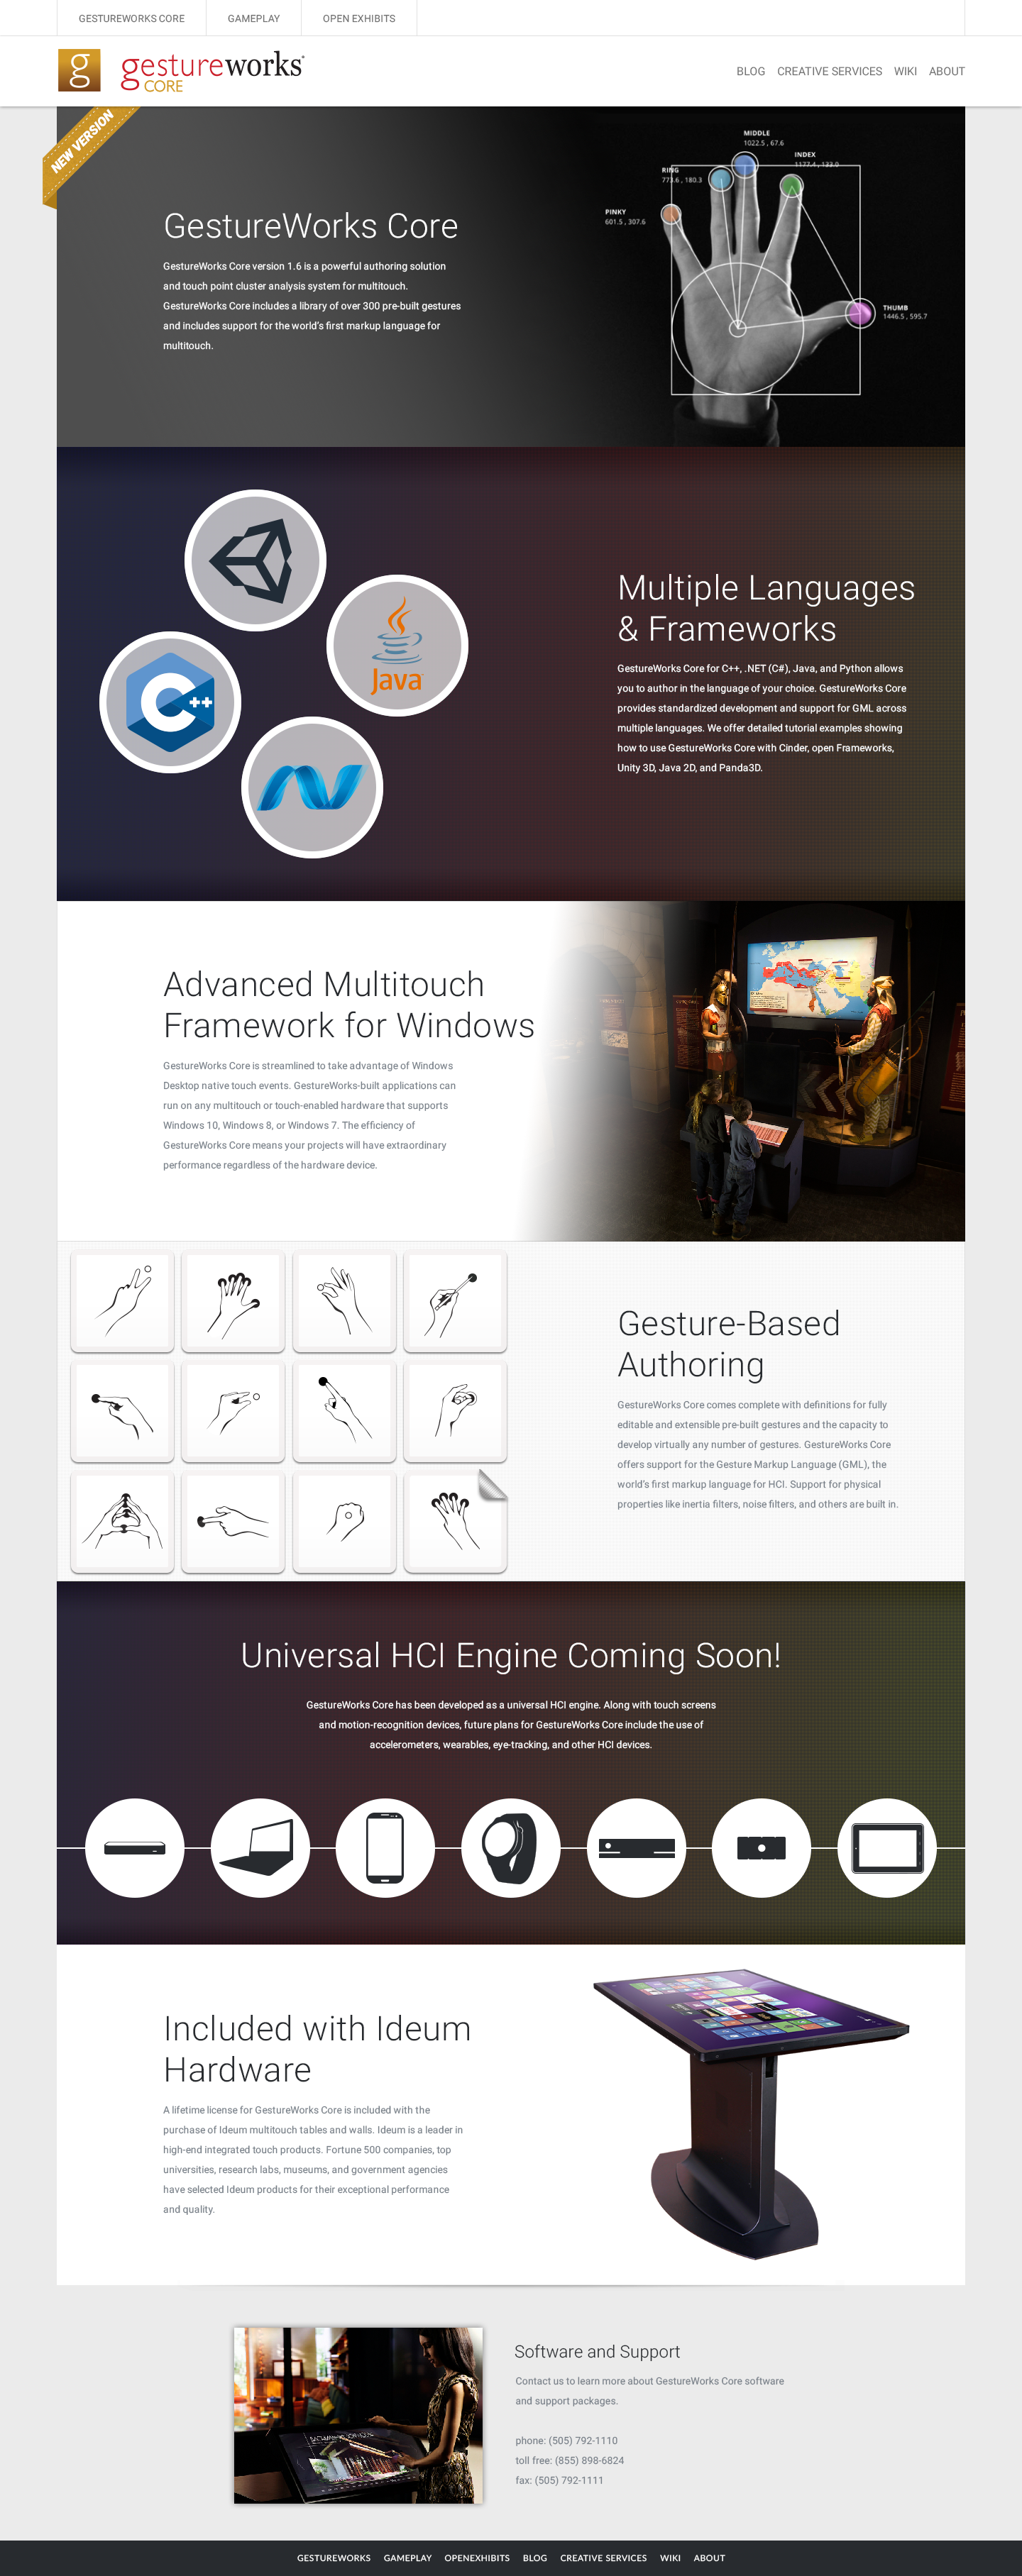 GESTUREWORKS CORE
GAMEPLAY
OPEN EXHIBITS
g gestureworks
CORE
BLOG CREATIVE SERVICES WIKI ABOUT
NEW VERSION
MIDDLE
1022.5 , 67.6
INDEX
1177.4 , 133.0
RING
773.6 , 180.3
PINKY
601.5 , 307.6
THUMB
1446.5 , 595.7
GestureWorks Core
GestureWorks Core version 1.6 is a powerful authoring solution
and touch point cluster analysis system for multitouch.
GestureWorks Core includes a library of over 300 pre-built gestures
and includes support for the world's first markup language for
multitouch.
Java
C++
Multiple Languages
& Frameworks
GestureWorks Core for C++, .NET (C#), Java, and Python allows
you to author in the language of your choice. GestureWorks Core
provides standardized development and support for GML across
multiple languages. We offer detailed tutorial examples showing
how to use GestureWorks Core with Cinder, open Frameworks,
Unity 3D, Java 2D, and Panda3D.
Advanced Multitouch
Framework for Windows
GestureWorks Core is streamlined to take advantage of Windows
Desktop native touch events. GestureWorks-built applications can
run on any multitouch or touch-enabled hardware that supports
Windows 10, Windows 8, or Windows 7. The efficiency of
GestureWorks Core means your projects will have extraordinary
performance regardless of the hardware device.
Gesture-Based
Authoring
GestureWorks Core comes complete with definitions for fully
editable and extensible pre-built gestures and the capacity to
develop virtually any number of gestures. GestureWorks Core
offers support for the Gesture Markup Language (GML), the
world's first markup language for HCI. Support for physical
properties like inertia filters, noise filters, and others are built in.
Universal HCI Engine Coming Soon!
GestureWorks Core has been developed as a universal HCI engine. Along with touch screens
and motion-recognition devices, future plans for GestureWorks Core include the use of
accelerometers, wearables, eye-tracking, and other HCI devices.
Included with Ideum
Hardware
A lifetime license for GestureWorks Core is included with the
purchase of Ideum multitouch tables and walls. Ideum is a leader in
high-end integrated touch products. Fortune 500 companies, top
universities, research labs, museums, and government agencies
have selected Ideum products for their exceptional performance
and quality.
Software and Support
Contact us to learn more about GestureWorks Core software
and support packages.
phone: (505) 792-1110
toll free: (855) 898-6824
fax: (505) 792-1111
GESTUREWORKS GAMEPLAY OPENEXHIBITS BLOG CREATIVE SERVICES WIKI ABOUT